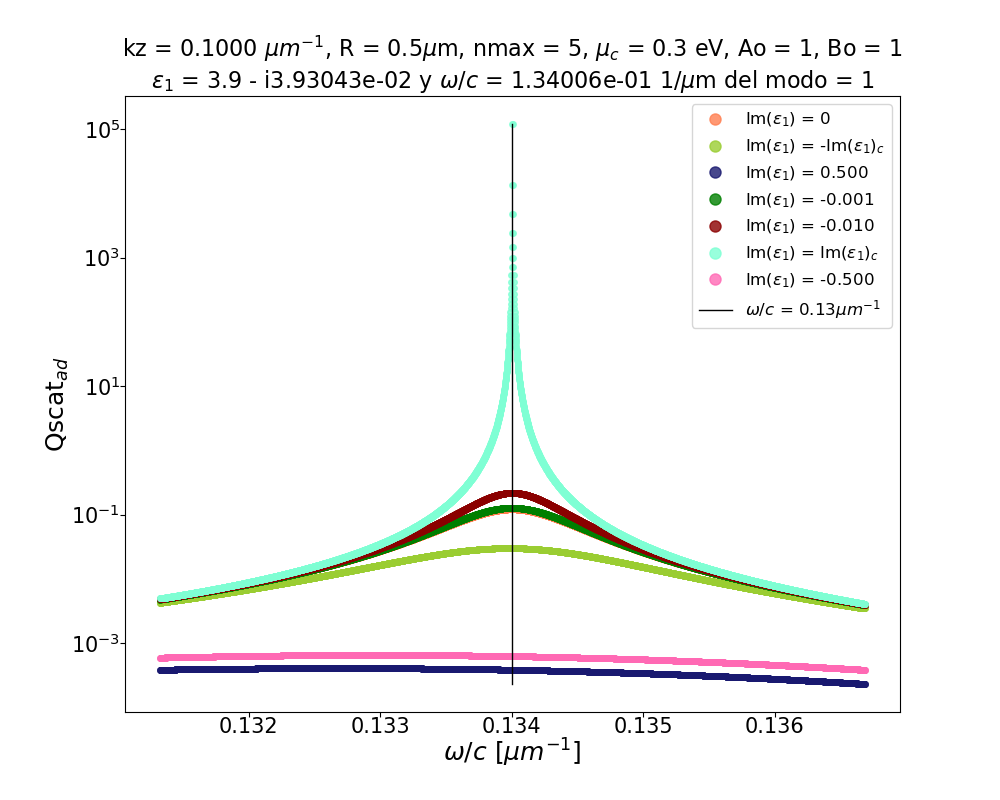 kz = 0.1000 μm⁻¹, R = 0.5μm, nmax = 5, μ_c = 0.3 eV, Ao = 1, Bo = 1
ε₁ = 3.9 - i3.93043e-02 y ω/c = 1.34006e-01 1/μm del modo = 1
Im(ε₁) = 0
Im(ε₁) = -Im(ε₁)_c
Im(ε₁) = 0.500
Im(ε₁) = -0.001
Im(ε₁) = -0.010
Im(ε₁) = Im(ε₁)_c
Im(ε₁) = -0.500
ω/c = 0.13μm⁻¹
Qscat_ad
10⁵
10³
10¹
10⁻¹
10⁻³
0.132 0.133 0.134 0.135 0.136
ω/c [μm⁻¹]